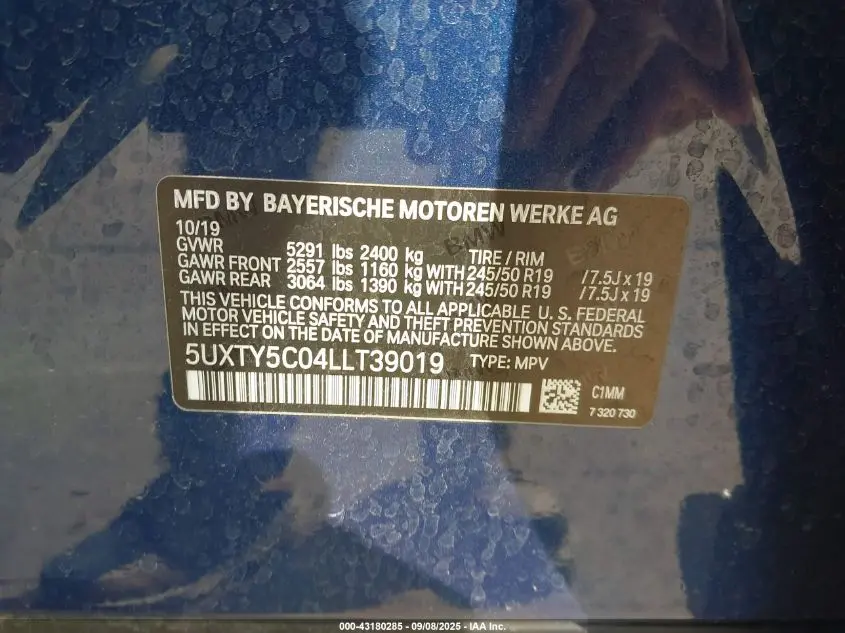 MFD BY BAYERISCHE MOTOREN WERKE AG
10/19
GVWR 5291 lbs 2400 kg TIRE / RIM
GAWR FRONT 2557 lbs 1160 kg WITH 245/50 R19 / 7.5J x 19
GAWR REAR 3064 lbs 1390 kg WITH 245/50 R19 / 7.5J x 19
THIS VEHICLE CONFORMS TO ALL APPLICABLE U. S. FEDERAL
MOTOR VEHICLE SAFETY AND THEFT PREVENTION STANDARDS
IN EFFECT ON THE DATE OF MANUFACTURE SHOWN ABOVE.
5UXTY5C04LLT39019 TYPE: MPV
C1MM
7 320 730
000-43180285 - 09/08/2025 - IAA Inc.